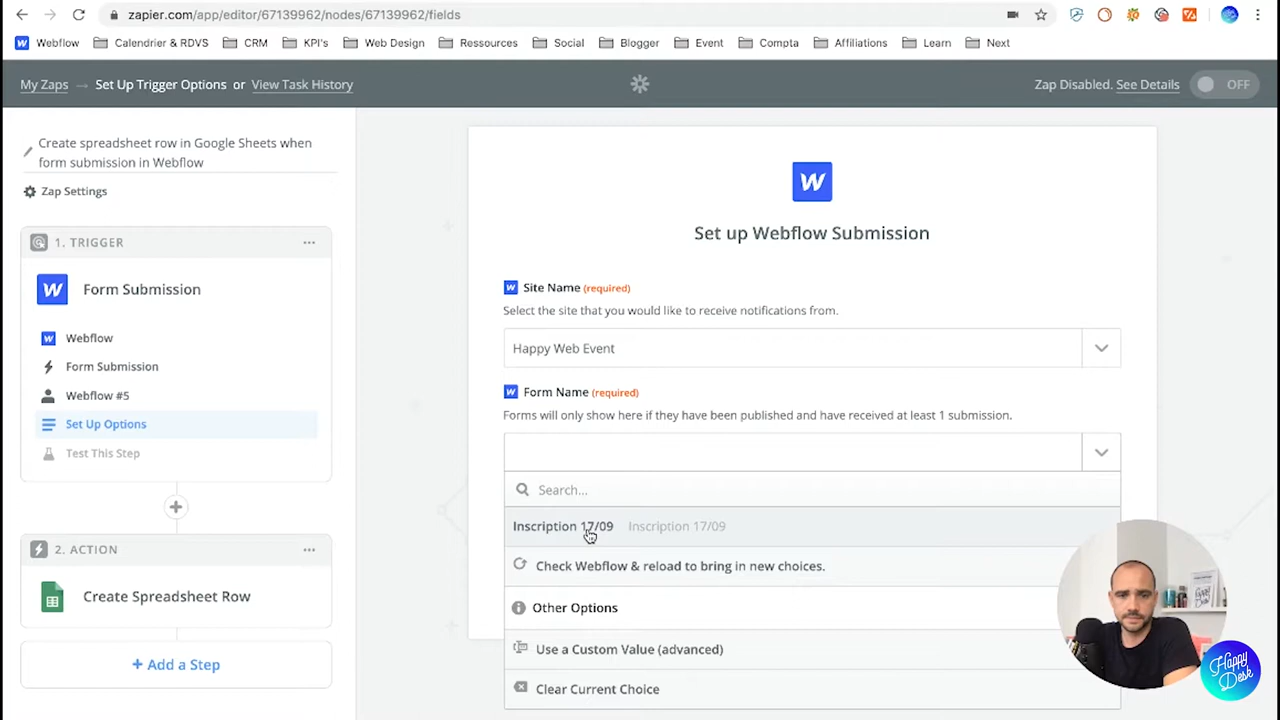 zapier.com/app/editor/67139962/nodes/67139962/fields
Webflow Calendrier & RDVS CRM KPI's Web Design Ressources Social Blogger Event Compta Affiliations Learn Next
My Zaps → Set Up Trigger Options or View Task History
Zap Disabled. See Details OFF
Create spreadsheet row in Google Sheets when
form submission in Webflow
Zap Settings
1. TRIGGER
Form Submission
Webflow
Form Submission
Webflow #5
Set Up Options
Test This Step
2. ACTION
Create Spreadsheet Row
+ Add a Step
Set up Webflow Submission
Site Name (required)
Select the site that you would like to receive notifications from.
Happy Web Event
Form Name (required)
Forms will only show here if they have been published and have received at least 1 submission.
Search...
Inscription 17/09 Inscription 17/09
Check Webflow & reload to bring in new choices.
Other Options
Use a Custom Value (advanced)
Clear Current Choice
Happy
Desk